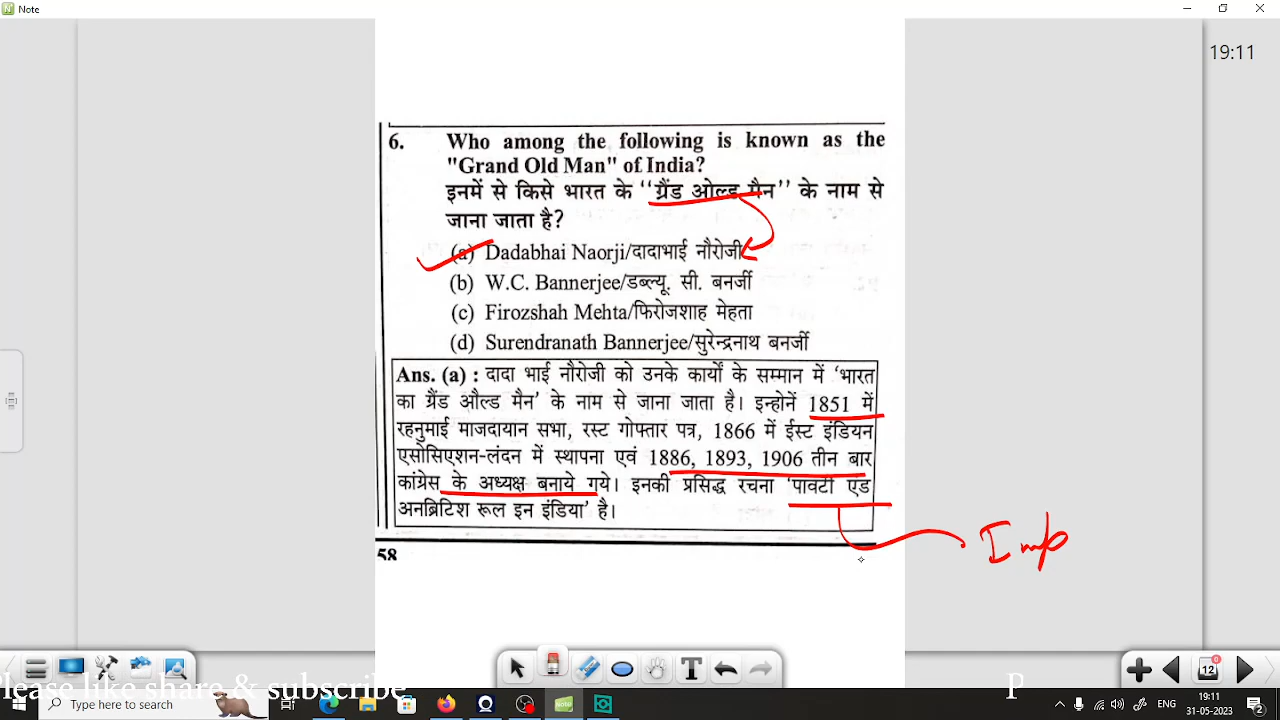 Note
19:11
6. Who among the following is known as the
"Grand Old Man" of India?
इनमें से किसे भारत के ''ग्रैंड ओल्ड मैन'' के नाम से
जाना जाता है?
(a) Dadabhai Naorji/दादाभाई नौरोजी
(b) W.C. Bannerjee/डब्ल्यू. सी. बनर्जी
(c) Firozshah Mehta/फिरोजशाह मेहता
(d) Surendranath Bannerjee/सुरेन्द्रनाथ बनर्जी
Ans. (a) : दादा भाई नौरोजी को उनके कार्यों के सम्मान में 'भारत
का ग्रैंड औल्ड मैन' के नाम से जाना जाता है। इन्होनें 1851 में
रहनुमाई माजदायान सभा, रस्ट गोफ्तार पत्र, 1866 में ईस्ट इंडियन
एसोसिएशन-लंदन में स्थापना एवं 1886, 1893, 1906 तीन बार
कांग्रेस के अध्यक्ष बनाये गये। इनकी प्रसिद्ध रचना 'पावर्टी एंड
अनब्रिटिश रूल इन इंडिया' है।
Imp
58
12
Please like share & subscribe
P
Type here to search
ENG
19:11
31-05-2023